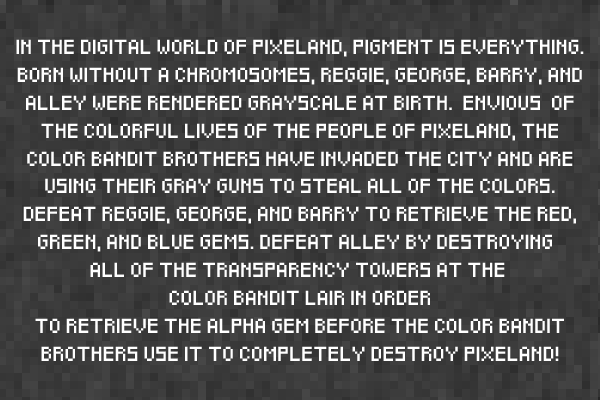 IN THE DIGITAL WORLD OF PIXELAND, PIGMENT IS EVERYTHING.
BORN WITHOUT A CHROMOSOMES, REGGIE, GEORGE, BARRY, AND
ALLEY WERE RENDERED GRAYSCALE AT BIRTH. ENVIOUS OF
THE COLORFUL LIVES OF THE PEOPLE OF PIXELAND, THE
COLOR BANDIT BROTHERS HAVE INVADED THE CITY AND ARE
USING THEIR GRAY GUNS TO STEAL ALL OF THE COLORS.
DEFEAT REGGIE, GEORGE, AND BARRY TO RETRIEVE THE RED,
GREEN, AND BLUE GEMS. DEFEAT ALLEY BY DESTROYING
ALL OF THE TRANSPARENCY TOWERS AT THE
COLOR BANDIT LAIR IN ORDER
TO RETRIEVE THE ALPHA GEM BEFORE THE COLOR BANDIT
BROTHERS USE IT TO COMPLETELY DESTROY PIXELAND!